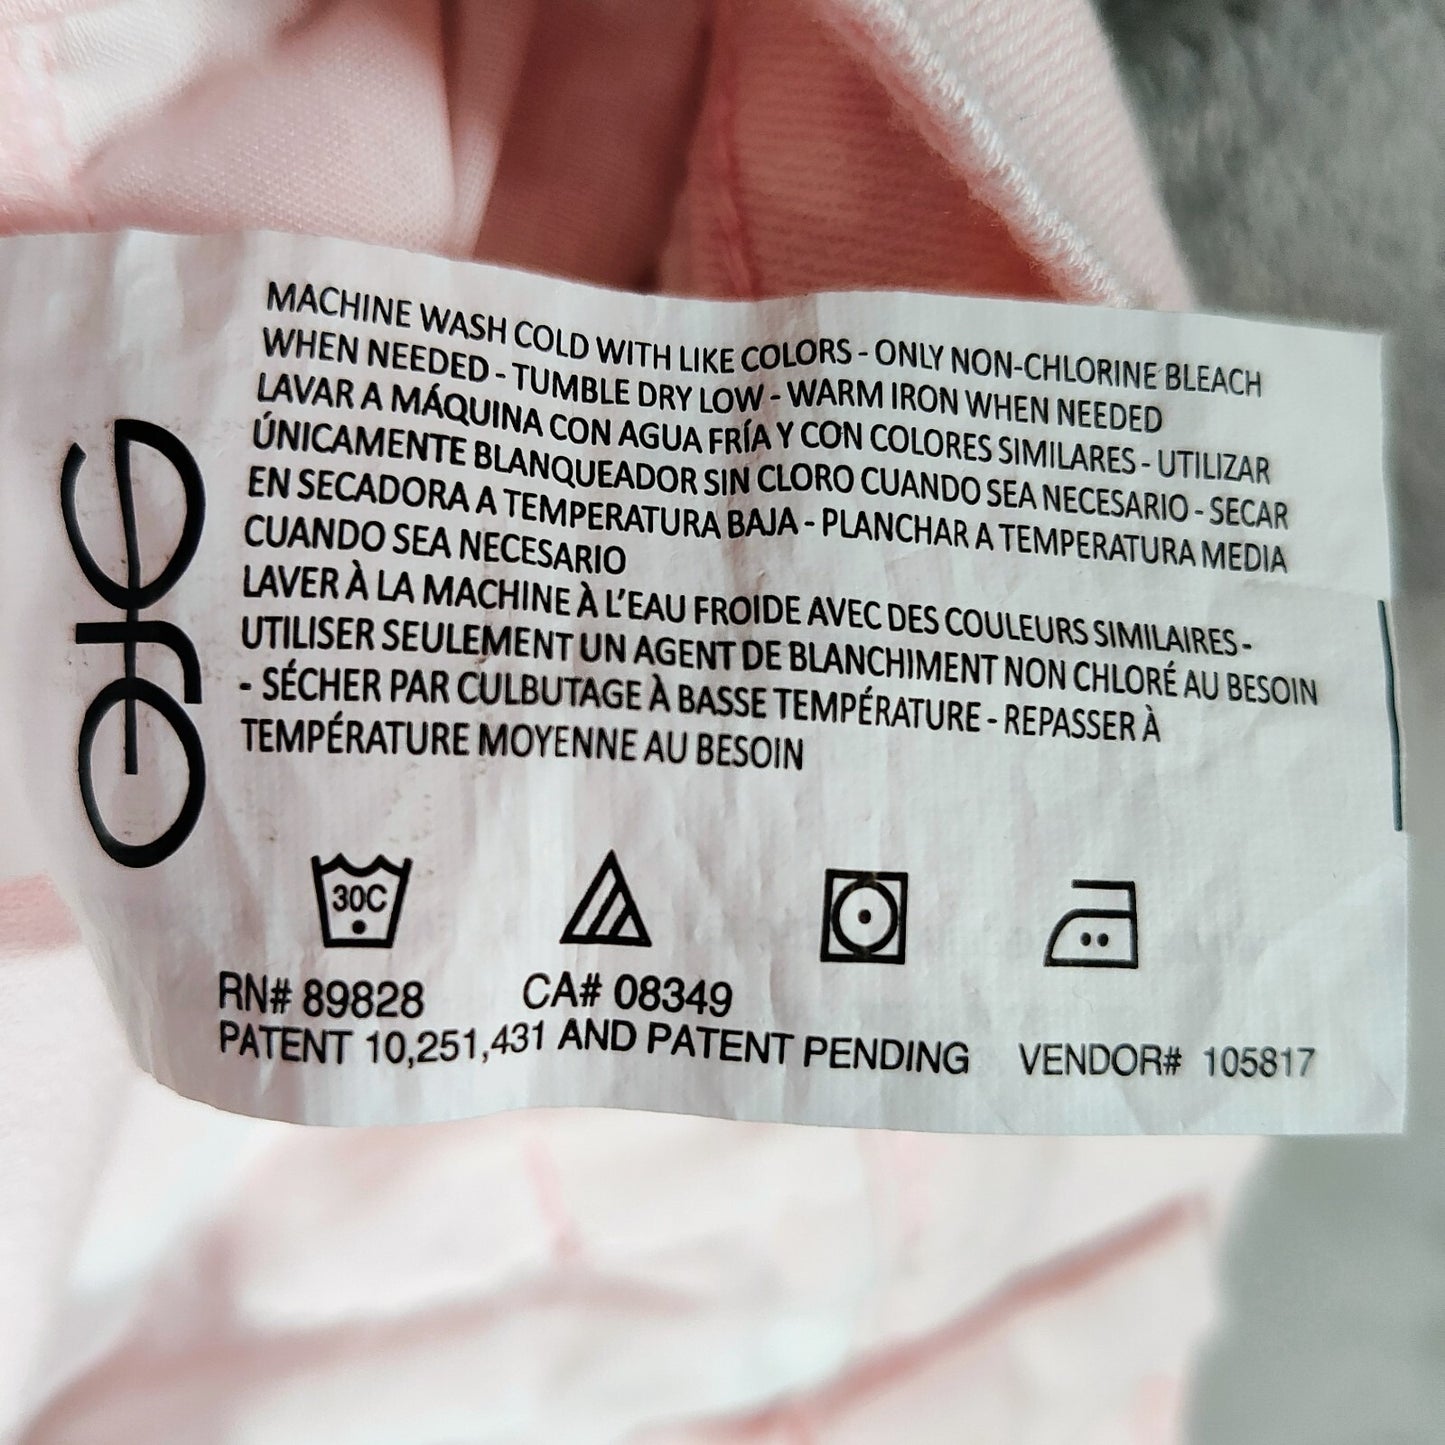 MACHINE WASH COLD WITH LIKE COLORS - ONLY NON-CHLORINE BLEACH
WHEN NEEDED - TUMBLE DRY LOW - WARM IRON WHEN NEEDED
LAVAR A MÁQUINA CON AGUA FRÍA Y CON COLORES SIMILARES - UTILIZAR
ÚNICAMENTE BLANQUEADOR SIN CLORO CUANDO SEA NECESARIO - SECAR
EN SECADORA A TEMPERATURA BAJA - PLANCHAR A TEMPERATURA MEDIA
CUANDO SEA NECESARIO
LAVER À LA MACHINE À L'EAU FROIDE AVEC DES COULEURS SIMILAIRES -
UTILISER SEULEMENT UN AGENT DE BLANCHIMENT NON CHLORÉ AU BESOIN
- SÉCHER PAR CULBUTAGE À BASSE TEMPÉRATURE - REPASSER À
TEMPÉRATURE MOYENNE AU BESOIN
30C
RN# 89828 CA# 08349
PATENT 10,251,431 AND PATENT PENDING VENDOR# 105817